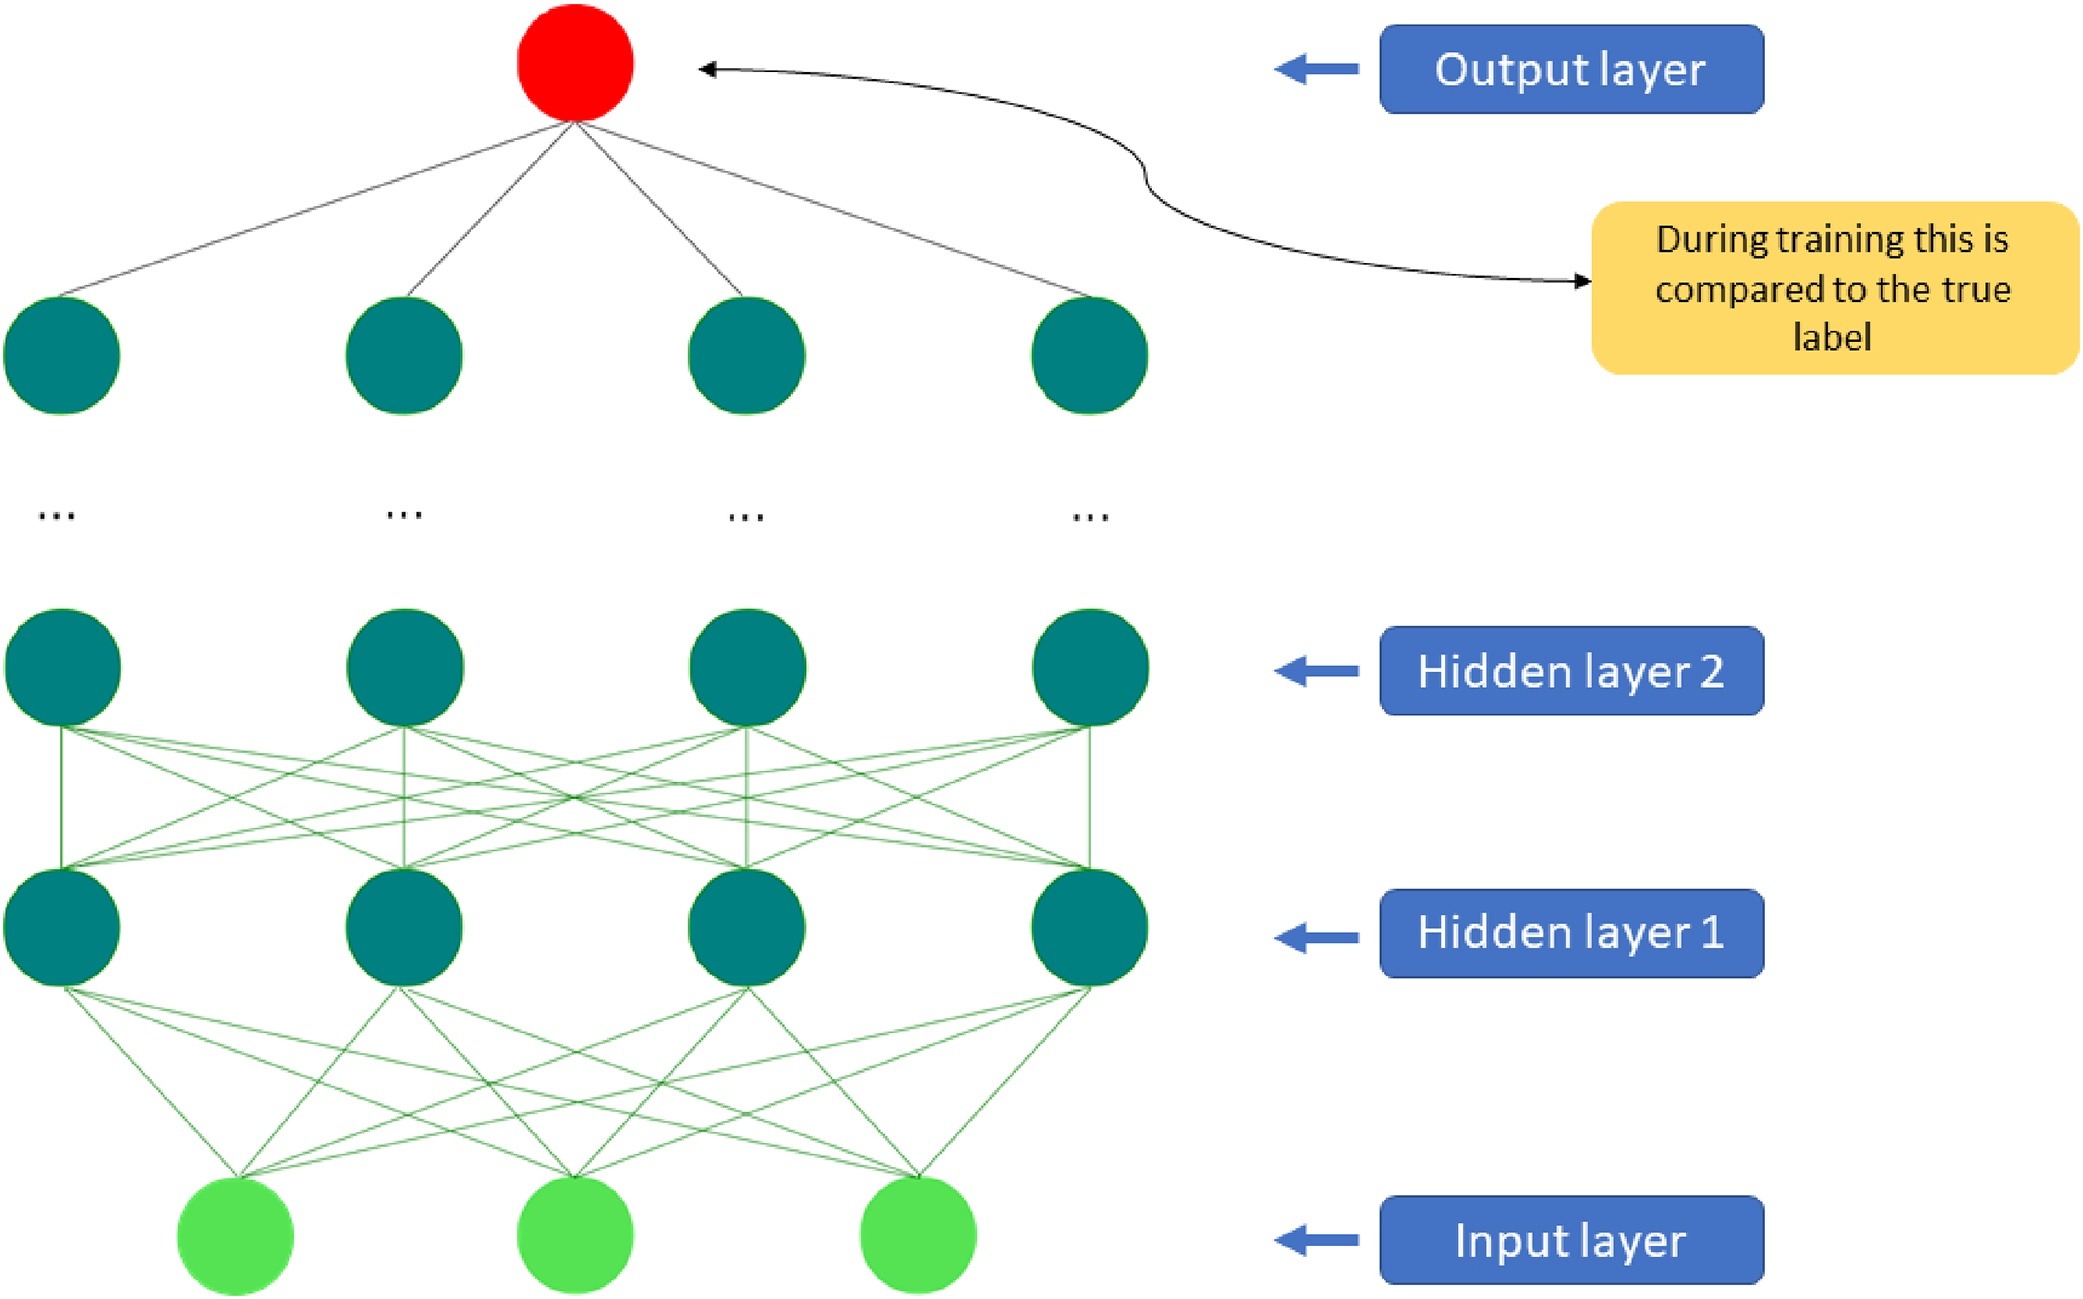 Output layer
During training this is
compared to the true
label
... ... ... ...
Hidden layer 2
Hidden layer 1
Input layer